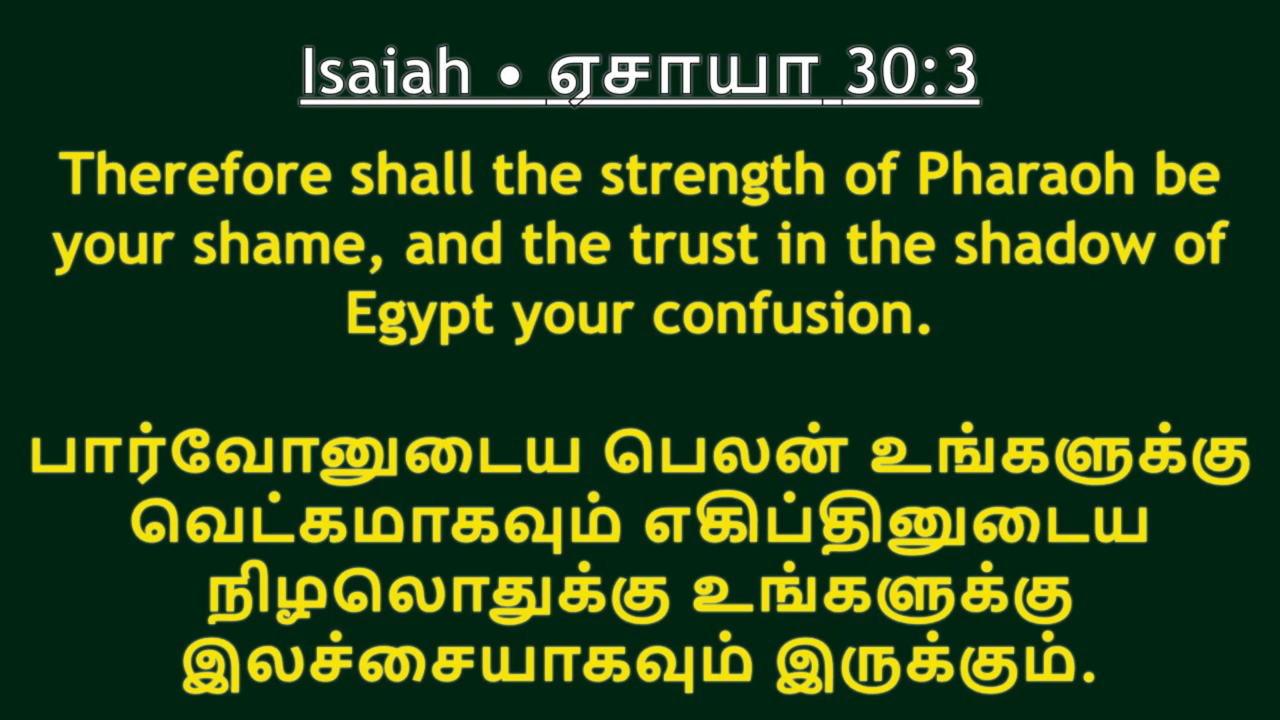 Isaiah • ஏசாயா 30:3
Therefore shall the strength of Pharaoh be
your shame, and the trust in the shadow of
Egypt your confusion.
பார்வோனுடைய பெலன் உங்களுக்கு
வெட்கமாகவும் எகிப்தினுடைய
நிழலொதுக்கு உங்களுக்கு
இலச்சையாகவும் இருக்கும்.